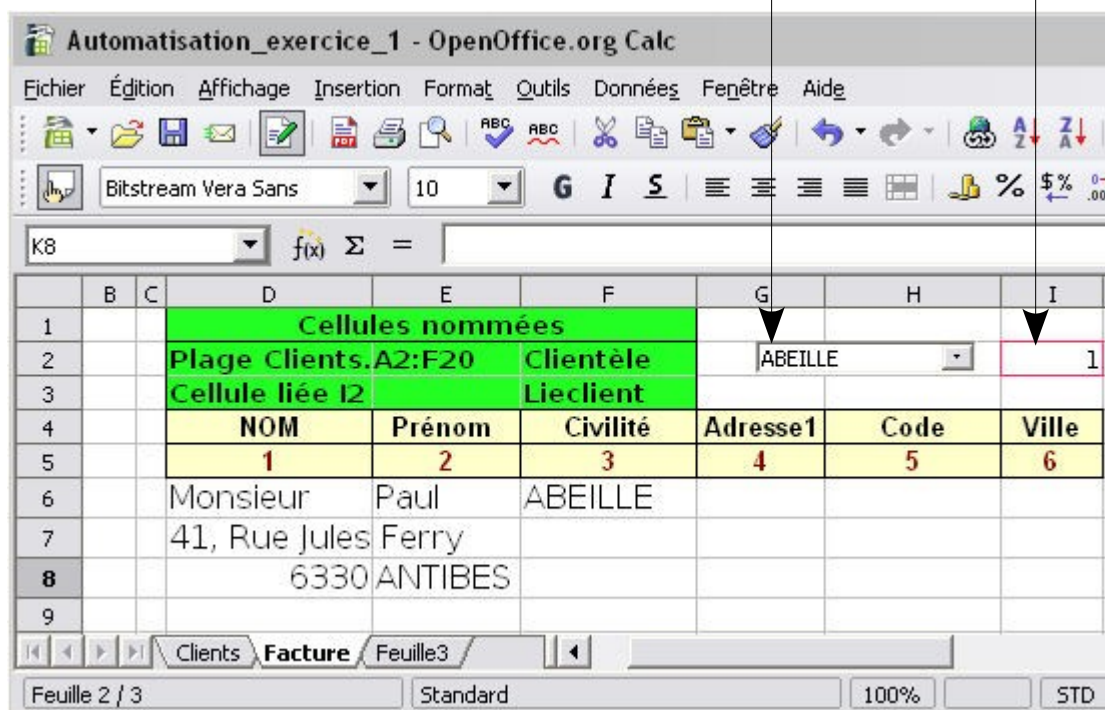 Automatisation_exercice_1 - OpenOffice.org Calc
Fichier Édition Affichage Insertion Format Outils Données Fenêtre Aide
Bitstream Vera Sans 10 G I S
K8 f(x) Σ =
B C D E F G H I
1 Cellules nommées
2 Plage Clients.A2:F20 Clientèle ABEILLE 1
3 Cellule liée I2 Lieclient
4 NOM Prénom Civilité Adresse1 Code Ville
5 1 2 3 4 5 6
6 Monsieur Paul ABEILLE
7 41, Rue Jules Ferry
8 6330 ANTIBES
9
Clients Facture Feuille3
Feuille 2 / 3 Standard 100% STD